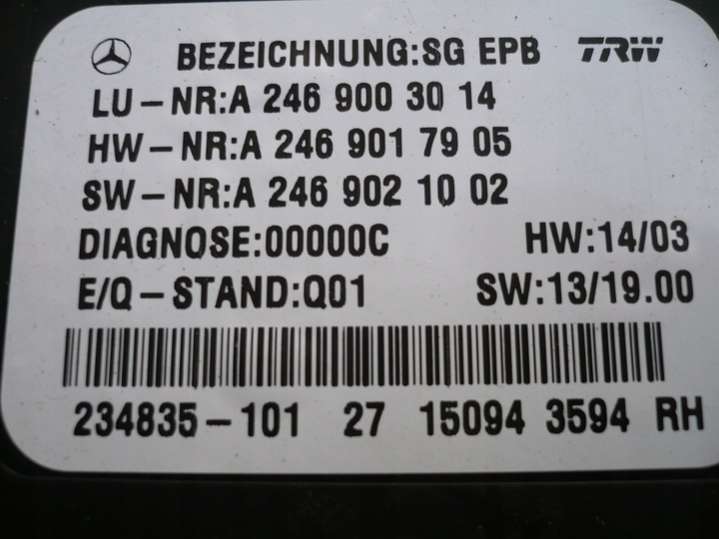 BEZEICHNUNG:SG EPB TRW
LU-NR:A 246 900 30 14
HW-NR:A 246 901 79 05
SW-NR:A 246 902 10 02
DIAGNOSE:00000C HW:14/03
E/Q-STAND:Q01 SW:13/19.00
234835-101 27 15094 3594 RH